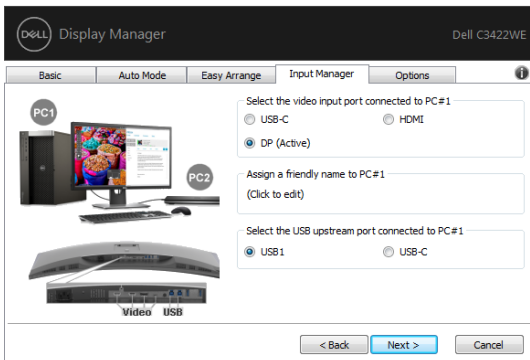 DELL Display Manager Dell C3422WE
Basic Auto Mode Easy Arrange Input Manager Options
PC1
PC2
Video USB
Select the video input port connected to PC#1
USB-C HDMI
DP (Active)
Assign a friendly name to PC#1
(Click to edit)
Select the USB upstream port connected to PC#1
USB1 USB-C
< Back Next > Cancel